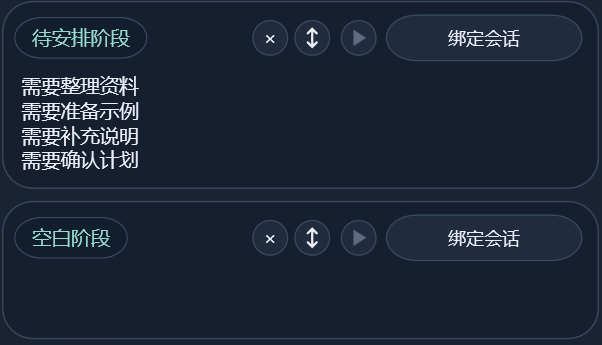 待安排阶段
×
绑定会话
需要整理资料
需要准备示例
需要补充说明
需要确认计划
空白阶段
×
绑定会话